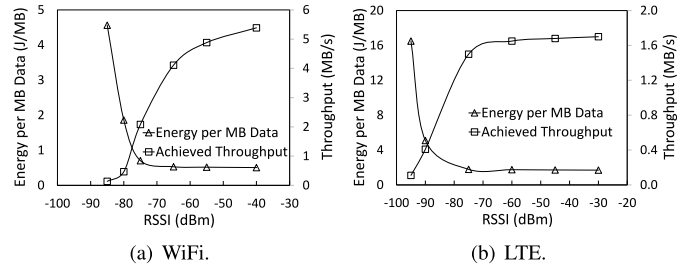 Energy per MB Data (J/MB)
5
4
3
2
1
0
6
5
4
3
2
1
0
Throughput (MB/s)
Energy per MB Data
Achieved Throughput
-100 -90 -80 -70 -60 -50 -40 -30
RSSI (dBm)
(a) WiFi.
Energy per MB Data (J/MB)
20
16
12
8
4
0
2.0
1.6
1.2
0.8
0.4
0.0
Throughput (MB/s)
Energy per MB Data
Achieved Throughput
-100 -90 -80 -70 -60 -50 -40 -30 -20
RSSI (dBm)
(b) LTE.